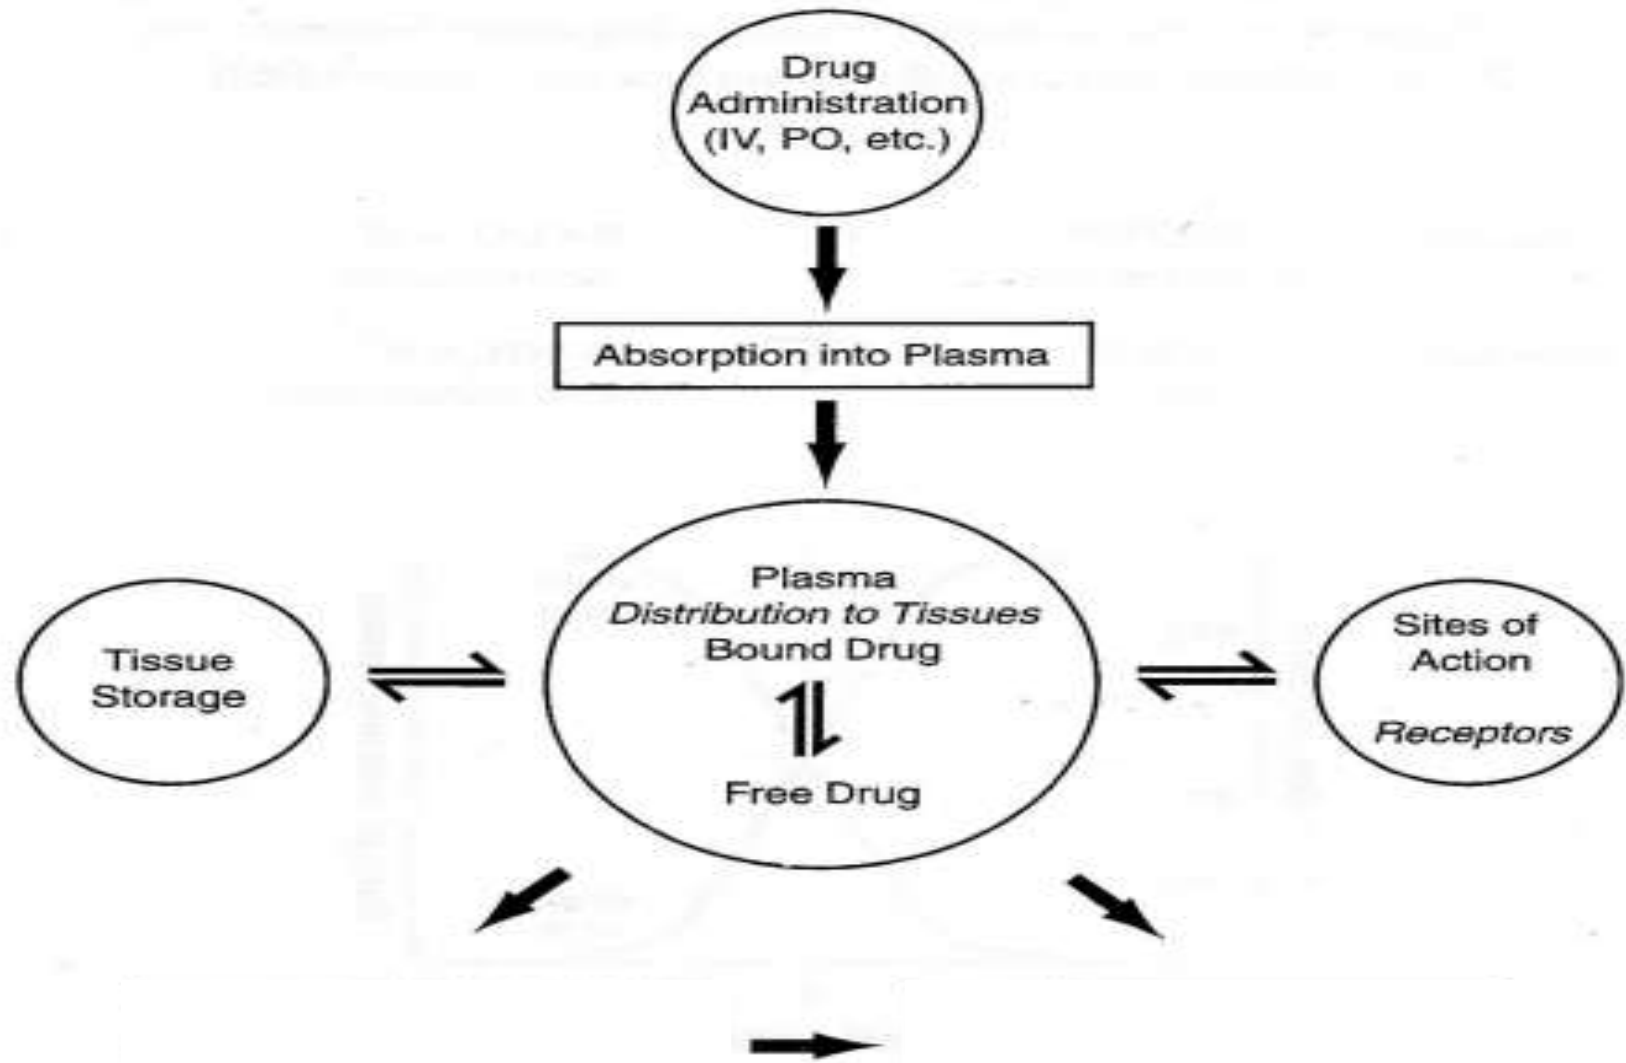 Drug
Administration
(IV, PO, etc.)
Absorption into Plasma
Plasma
Distribution to Tissues
Bound Drug
Free Drug
Tissue
Storage
Sites of
Action
Receptors